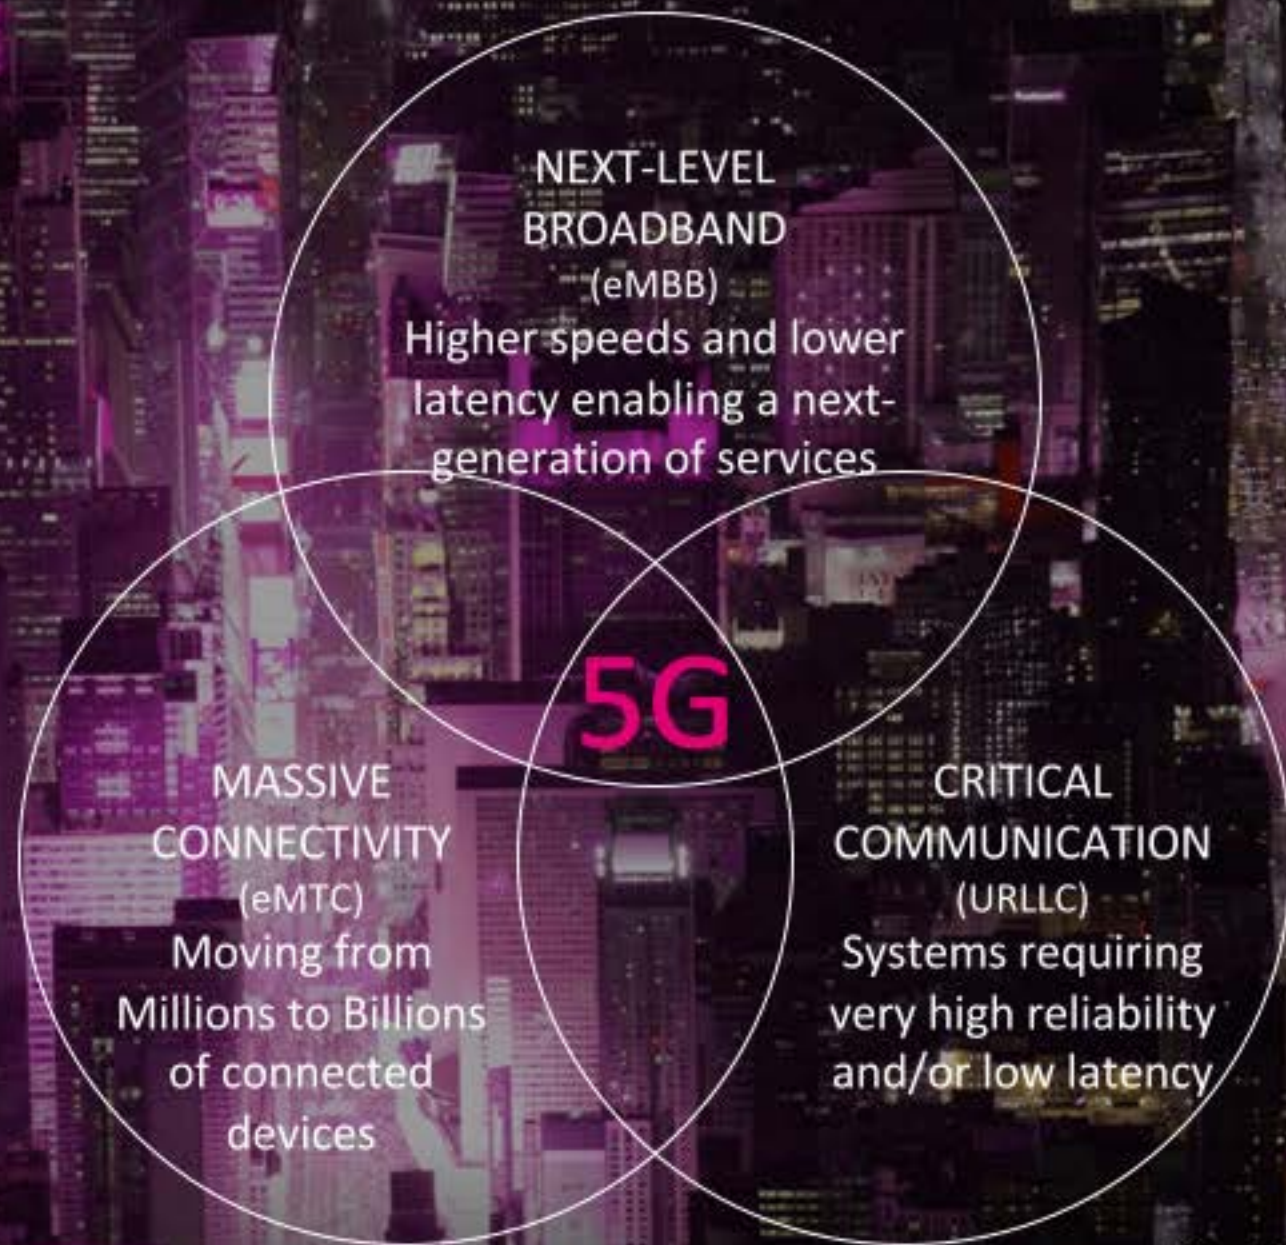 NEXT-LEVEL
BROADBAND
(eMBB)
Higher speeds and lower
latency enabling a next-
generation of services
5G
MASSIVE
CONNECTIVITY
(eMTC)
Moving from
Millions to Billions
of connected
devices
CRITICAL
COMMUNICATION
(URLLC)
Systems requiring
very high reliability
and/or low latency